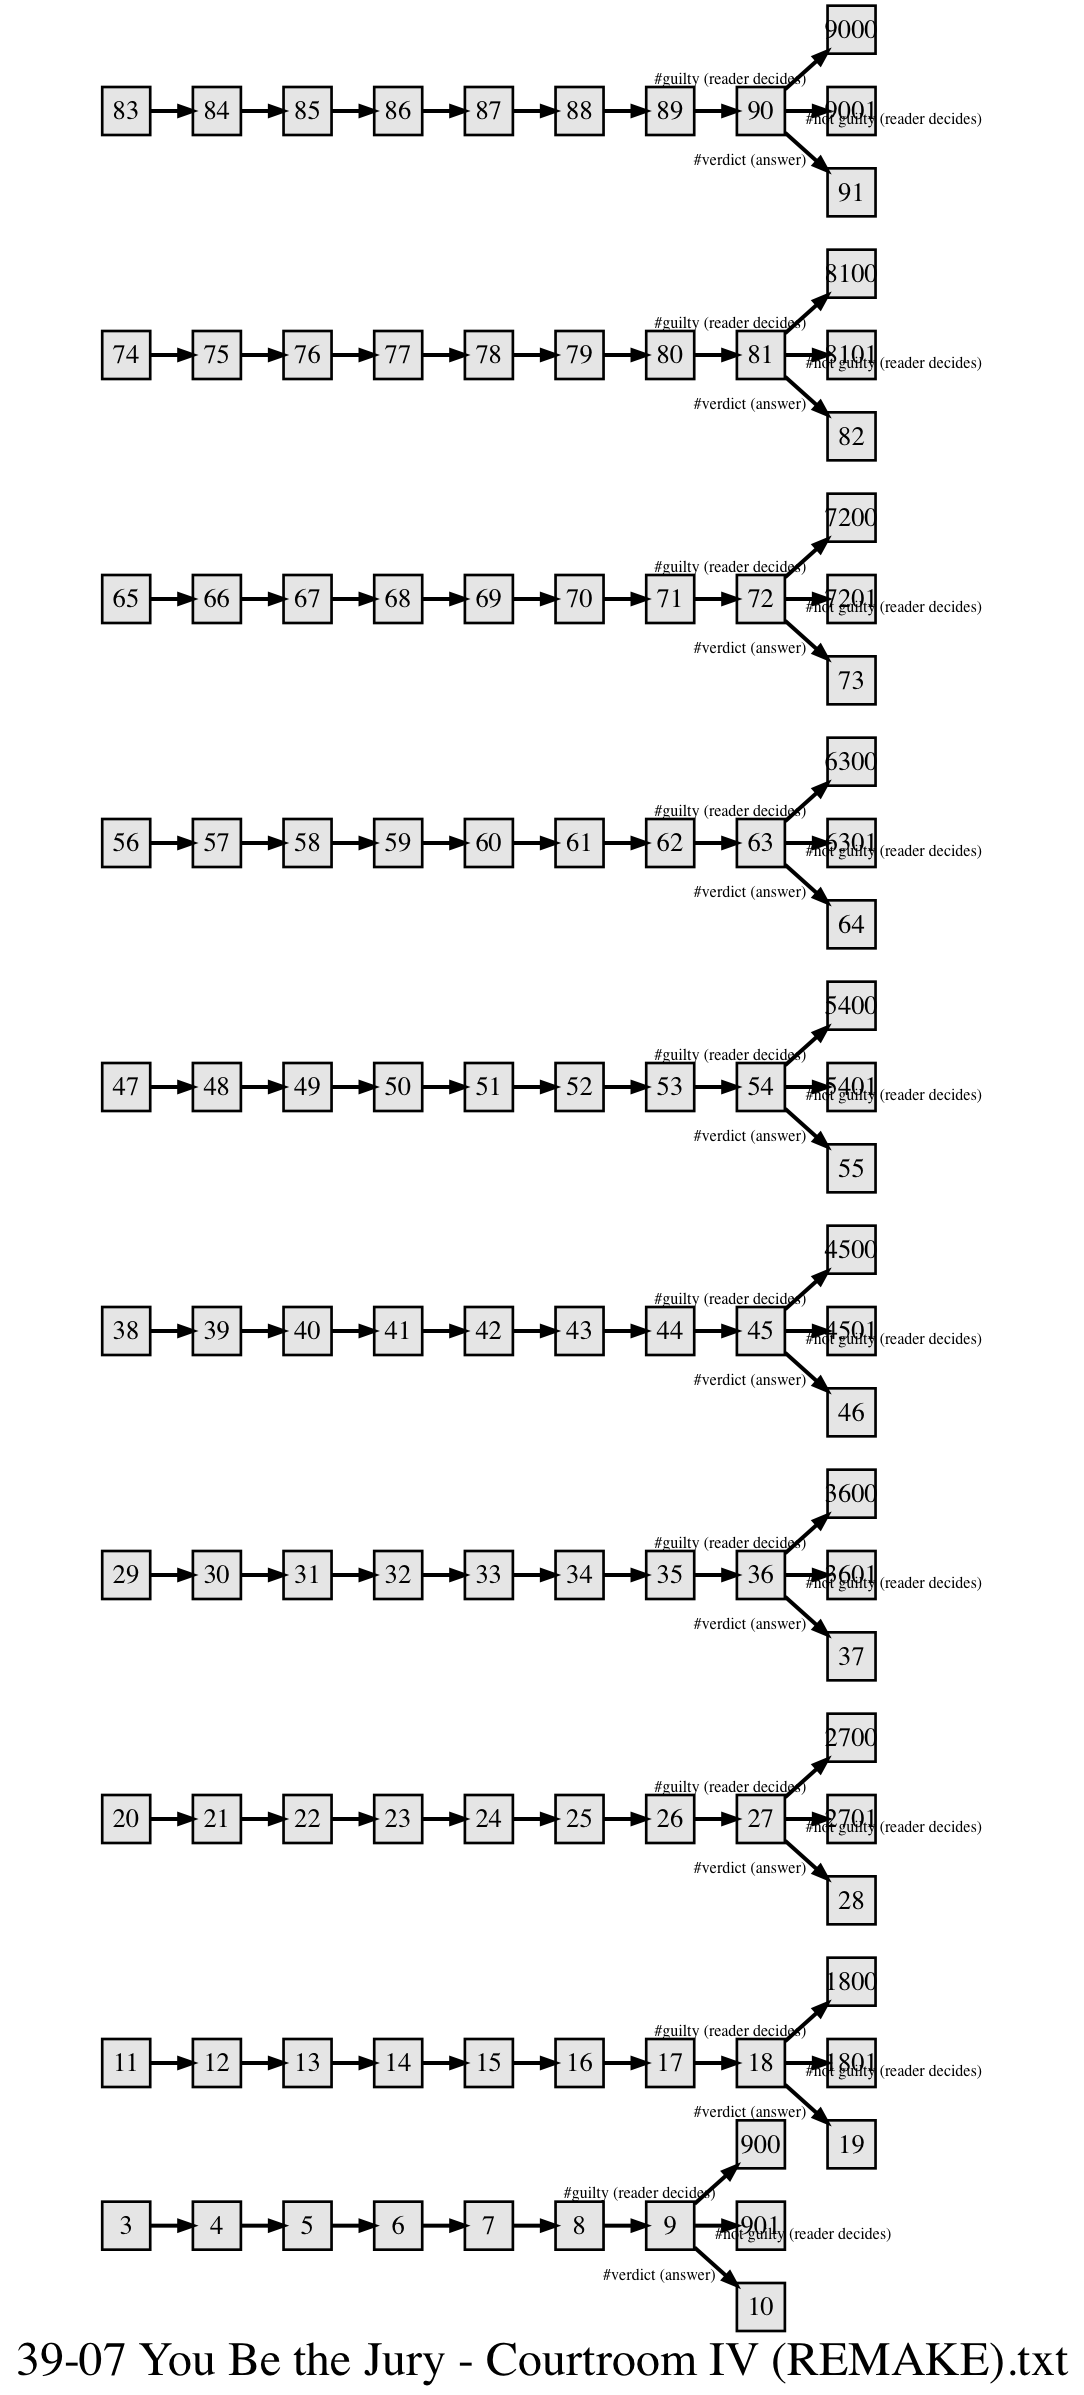 9000
#guilty (reader decides)
83 84 85 86 87 88 89 90 9001
#not guilty (reader decides)
#verdict (answer)
91
8100
#guilty (reader decides)
74 75 76 77 78 79 80 81 8101
#not guilty (reader decides)
#verdict (answer)
82
7200
#guilty (reader decides)
65 66 67 68 69 70 71 72 7201
#not guilty (reader decides)
#verdict (answer)
73
6300
#guilty (reader decides)
56 57 58 59 60 61 62 63 6301
#not guilty (reader decides)
#verdict (answer)
64
5400
#guilty (reader decides)
47 48 49 50 51 52 53 54 5401
#not guilty (reader decides)
#verdict (answer)
55
4500
#guilty (reader decides)
38 39 40 41 42 43 44 45 4501
#not guilty (reader decides)
#verdict (answer)
46
3600
#guilty (reader decides)
29 30 31 32 33 34 35 36 3601
#not guilty (reader decides)
#verdict (answer)
37
2700
#guilty (reader decides)
20 21 22 23 24 25 26 27 2701
#not guilty (reader decides)
#verdict (answer)
28
1800
#guilty (reader decides)
11 12 13 14 15 16 17 18 1801
#not guilty (reader decides)
#verdict (answer)
900 19
#guilty (reader decides)
3 4 5 6 7 8 9 901
#not guilty (reader decides)
#verdict (answer)
10
39-07 You Be the Jury - Courtroom IV (REMAKE).txt